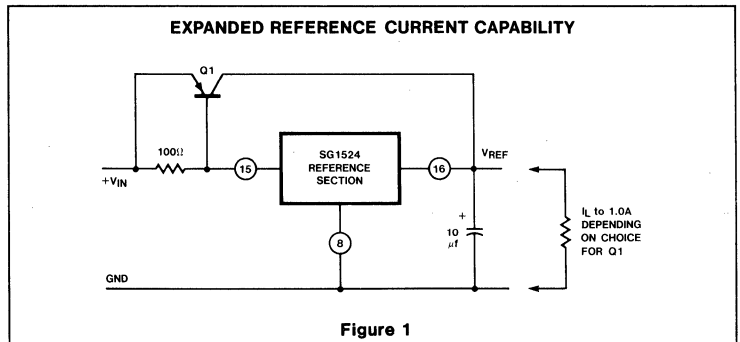 EXPANDED REFERENCE CURRENT CAPABILITY
Q1
100Ω
15
SG1524
REFERENCE
SECTION
16
VREF
+VIN
+
10
μf
8
IL to 1.0A
DEPENDING
ON CHOICE
FOR Q1
GND
Figure 1